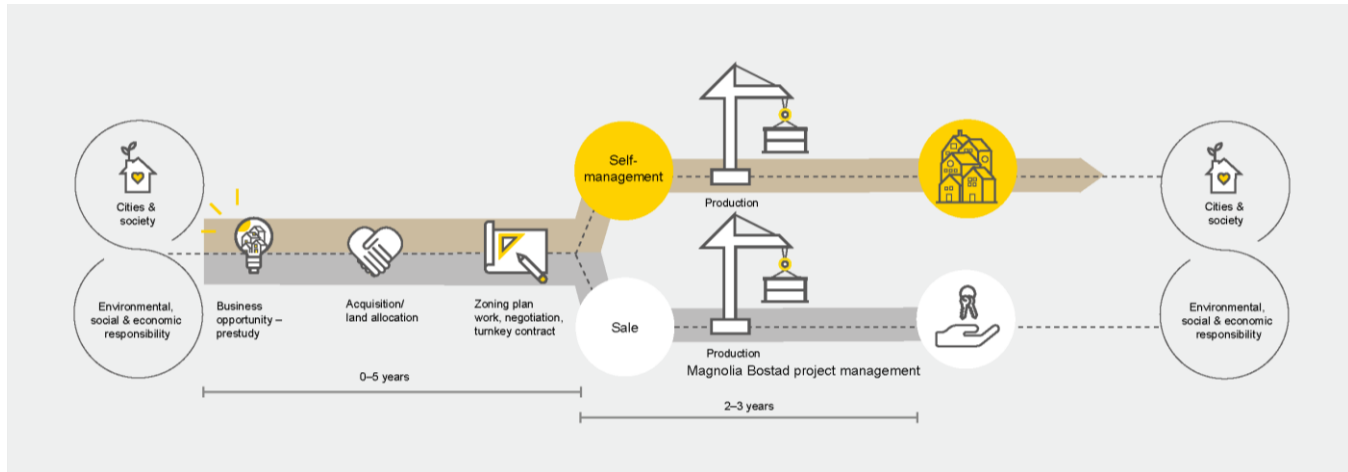 Cities &
society
Environmental,
social & economic
responsibility
Business
opportunity –
prestudy
Acquisition/
land allocation
Zoning plan
work, negotiation,
turnkey contract
0–5 years
Self-
management
Production
Sale
Production
Magnolia Bostad project management
2–3 years
Cities &
society
Environmental,
social & economic
responsibility